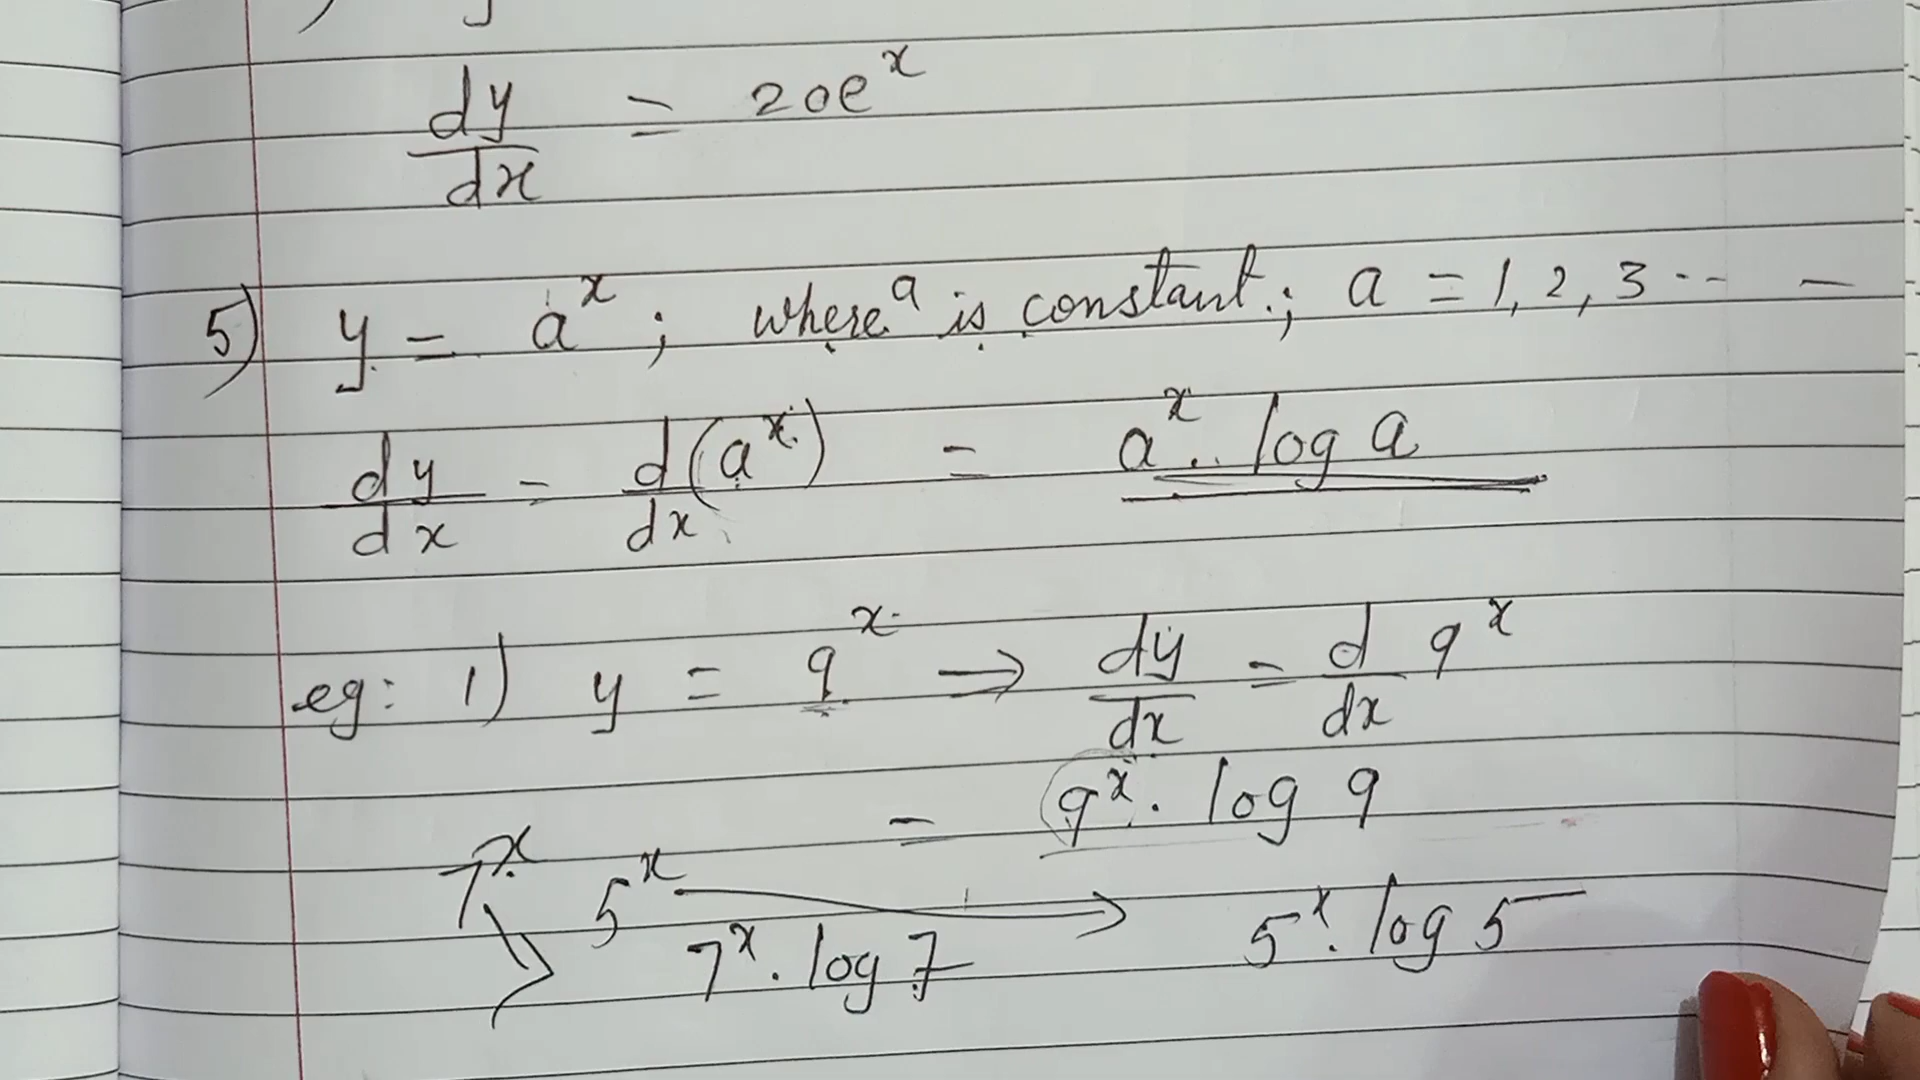 dy/dx = 20e^x
5) y = a^x ; where a is constant.; a = 1, 2, 3 -- —
dy/dx = d/dx (a^x) = a^x . log a
eg: 1) y = 9^x → dy/dx = d/dx 9^x
= 9^x . log 9
7^x 5^x → 5^x . log 5
7^x . log 7